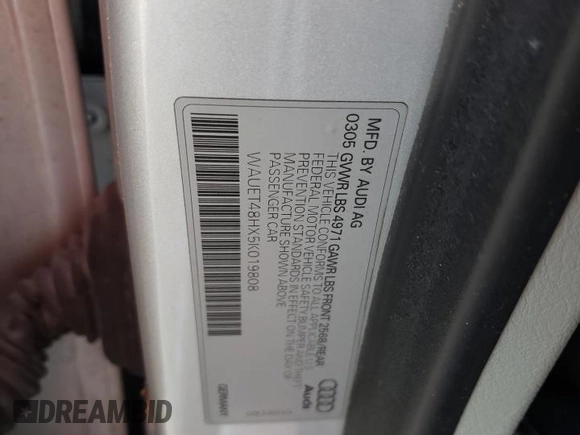 MFD. BY AUDI AG
0305 GVWR LBS 4971 GAWR LBS FRONT 2568/REAR
THIS VEHICLE CONFORMS TO ALL APPLICABLE
FEDERAL MOTOR VEHICLE SAFETY BUMPER AND THEFT
PREVENTION STANDARDS IN EFFECT ON THE DAY OF
MANUFACTURE SHOWN ABOVE
PASSENGER CAR
WAUET48HX5K019808
Audi
GERMANY
DREAMBID